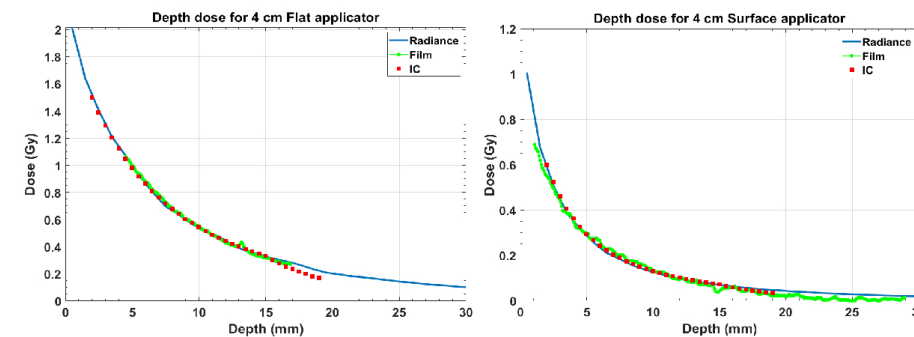 Depth dose for 4 cm Flat applicator
2
1.8
1.6
1.4
1.2
1
0.8
0.6
0.4
0.2
0
Dose (Gy)
0
5
10
15
20
25
30
Depth (mm)
Radiance
Film
IC
Depth dose for 4 cm Surface applicator
1.2
1
0.8
0.6
0.4
0.2
0
Dose (Gy)
0
5
10
15
20
25
Depth (mm)
Radiance
Film
IC